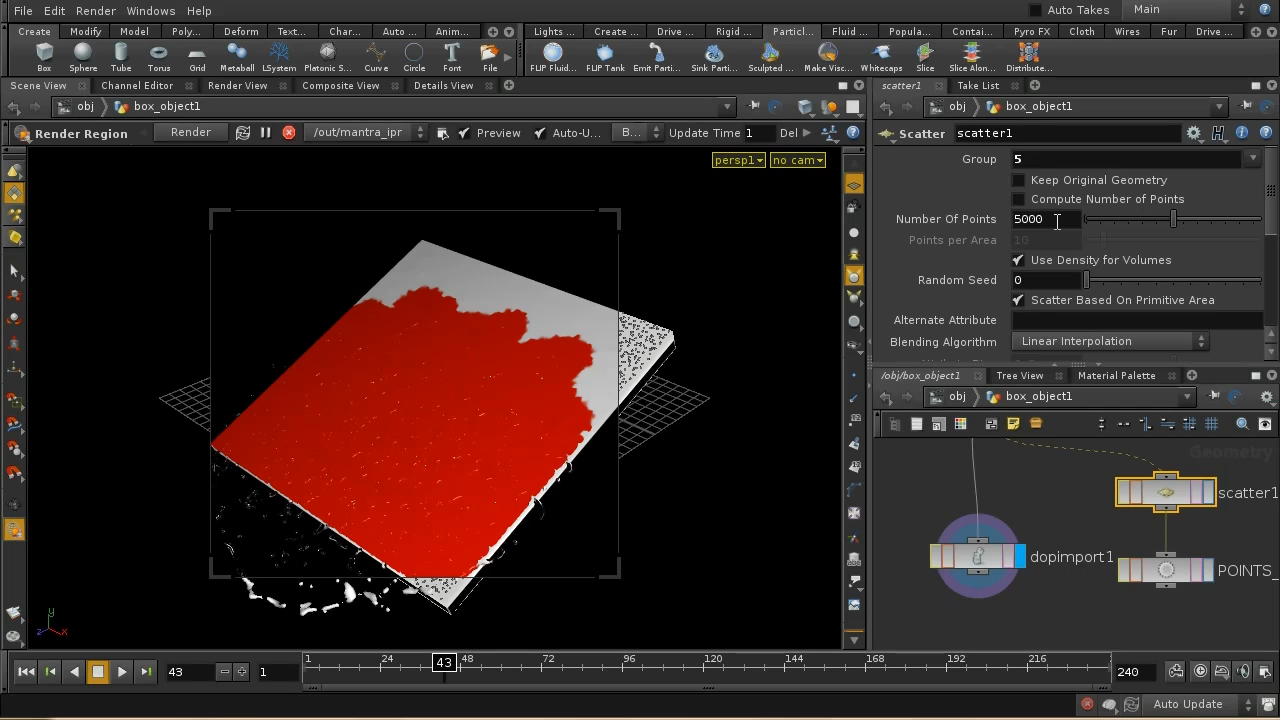 File Edit Render Windows Help Auto Takes Main
Create Modify Model Poly... Deform Text... Char... Auto ... Anim... Lights ... Create ... Drive ... Rigid ... Particl... Fluid ... Popula... Contai... Pyro FX Cloth Wires Fur Drive ...
Box Sphere Tube Torus Grid Metaball LSystem Platonic S... Curve Circle Font File FLIP Fluid... FLIP Tank Emit Parti... Sink Parti... Sculpted ... Make Visc... Whitecaps Slice Slice Alon... Distribute...
Scene View Channel Editor Render View Composite View Details View scatter1 Take List
obj box_object1 obj box_object1
Render Region Render /out/mantra_ipr Preview Auto-U... B... Update Time 1 Del Scatter scatter1
persp1 no cam
Group 5
Keep Original Geometry
Compute Number of Points
Number Of Points 5000
Points per Area 10
Use Density for Volumes
Random Seed 0
Scatter Based On Primitive Area
Alternate Attribute
Blending Algorithm Linear Interpolation
/obj/box_object1 Tree View Material Palette
obj box_object1
Geometry
scatter1
dopimport1
POINTS_
y
z x
1 24 43 48 72 96 120 144 168 192 216 2
43 1 240
Auto Update